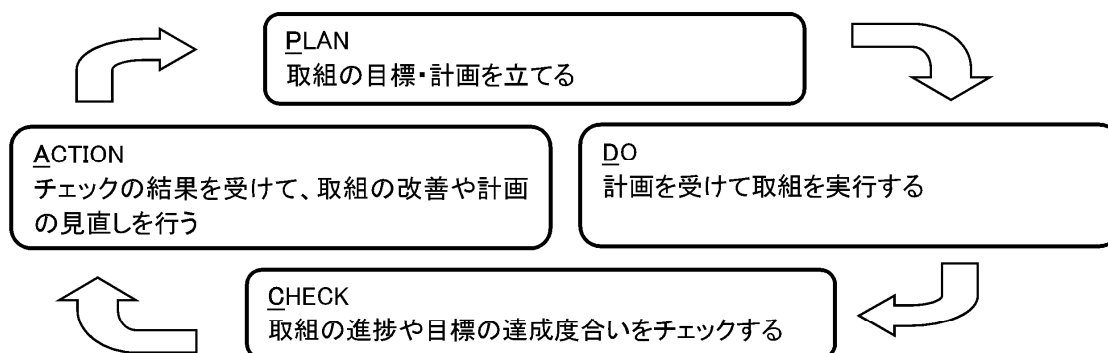 PLAN
取組の目標・計画を立てる
ACTION
チェックの結果を受けて、取組の改善や計画
の見直しを行う
DO
計画を受けて取組を実行する
CHECK
取組の進捗や目標の達成度合いをチェックする